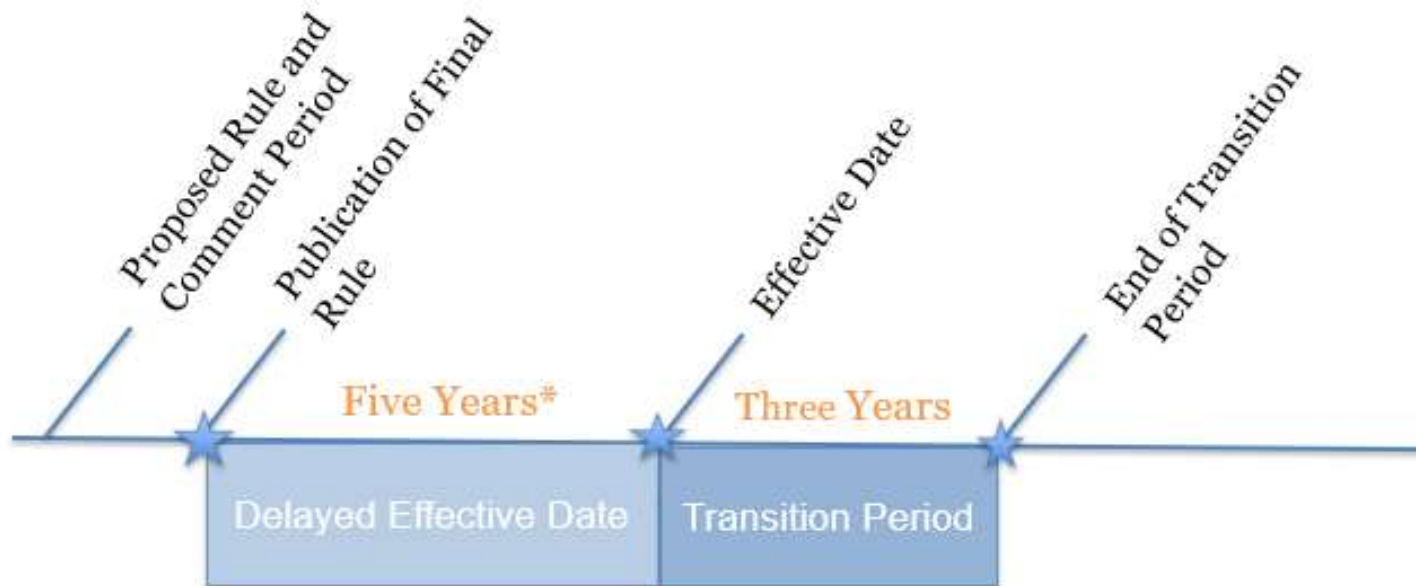 Proposed Rule and
Comment Period
Publication of Final
Rule
Effective Date
End of Transition
Period
Five Years*
Three Years
Delayed Effective Date
Transition Period